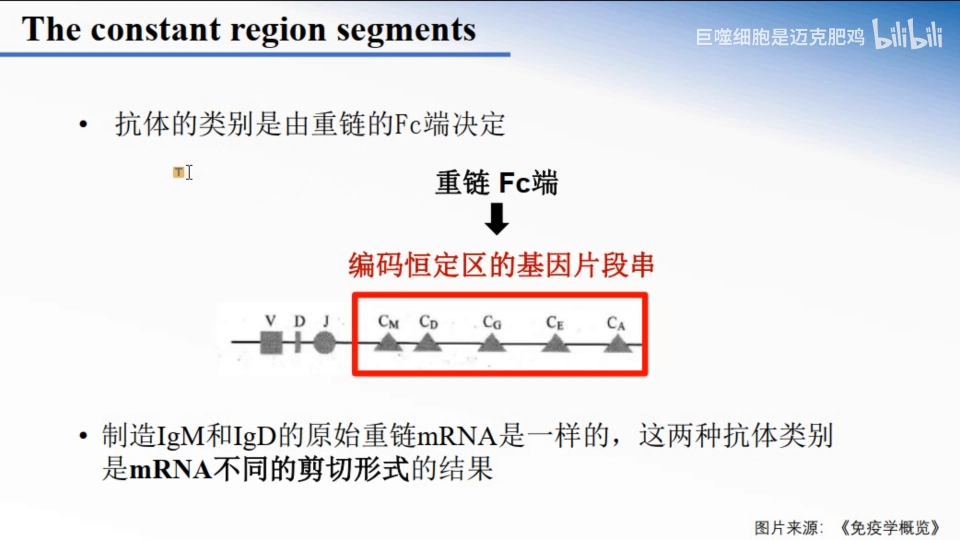 The constant region segments
巨噬细胞是迈克肥鸡 bilibili
• 抗体的类别是由重链的Fc端决定
T
重链 Fc端
编码恒定区的基因片段串
V D J CM CD CG CE CA
• 制造IgM和IgD的原始重链mRNA是一样的，这两种抗体类别
是mRNA不同的剪切形式的结果
图片来源：《免疫学概览》